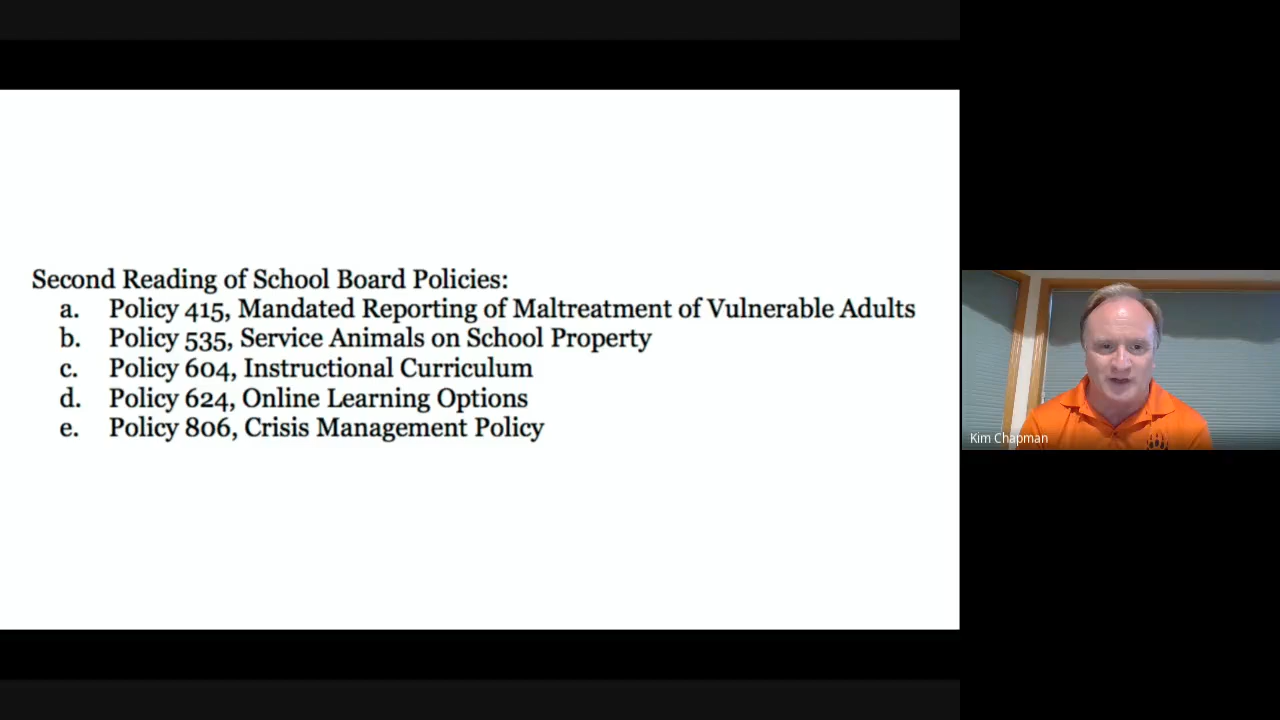 Second Reading of School Board Policies:
a. Policy 415, Mandated Reporting of Maltreatment of Vulnerable Adults
b. Policy 535, Service Animals on School Property
c. Policy 604, Instructional Curriculum
d. Policy 624, Online Learning Options
e. Policy 806, Crisis Management Policy
Kim Chapman